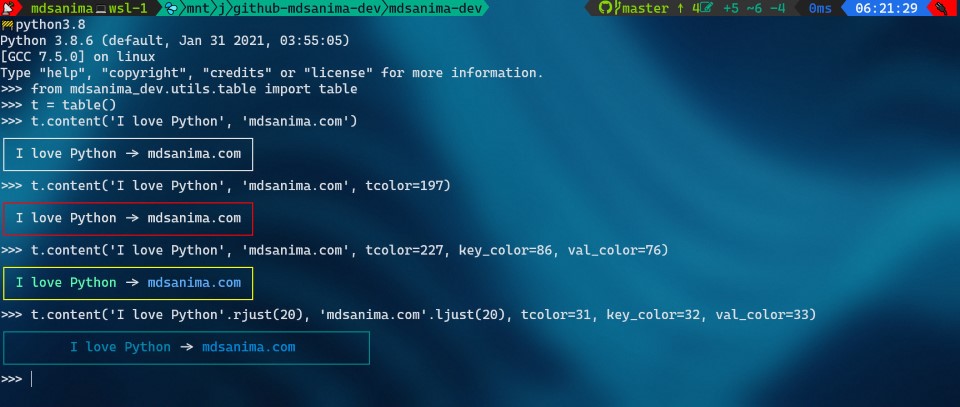 mdsanima wsl-1 /mnt j github-mdsanima-dev mdsanima-dev master ↑ 4 +5 ~6 -4 0ms 06:21:29
python3.8
Python 3.8.6 (default, Jan 31 2021, 03:55:05)
[GCC 7.5.0] on linux
Type "help", "copyright", "credits" or "license" for more information.
>>> from mdsanima_dev.utils.table import table
>>> t = table()
>>> t.content('I love Python', 'mdsanima.com')
I love Python → mdsanima.com
>>> t.content('I love Python', 'mdsanima.com', tcolor=197)
I love Python → mdsanima.com
>>> t.content('I love Python', 'mdsanima.com', tcolor=227, key_color=86, val_color=76)
I love Python → mdsanima.com
>>> t.content('I love Python'.rjust(20), 'mdsanima.com'.ljust(20), tcolor=31, key_color=32, val_color=33)
I love Python → mdsanima.com
>>>